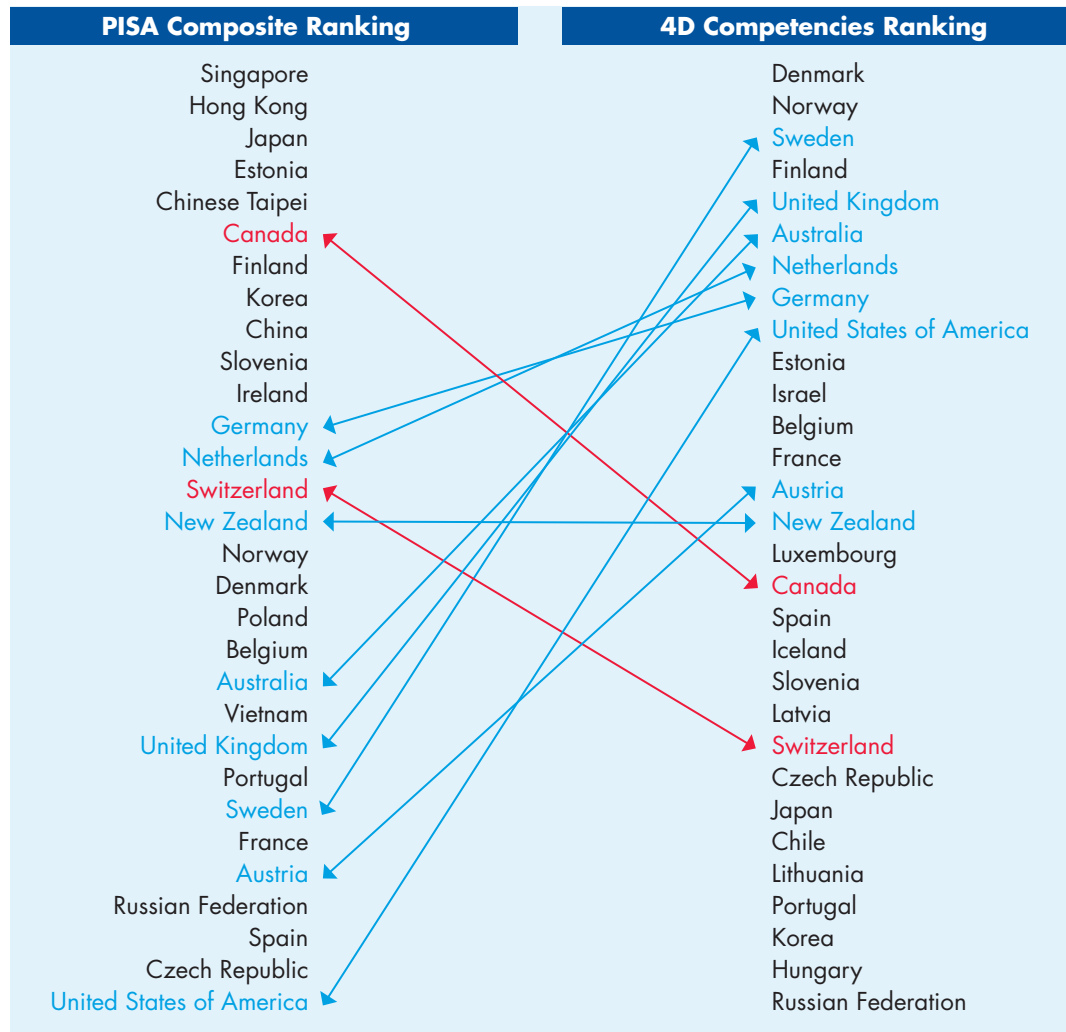 PISA Composite Ranking
Singapore
Hong Kong
Japan
Estonia
Chinese Taipei
Canada
Finland
Korea
China
Slovenia
Ireland
Germany
Netherlands
Switzerland
New Zealand
Norway
Denmark
Poland
Belgium
Australia
Vietnam
United Kingdom
Portugal
Sweden
France
Austria
Russian Federation
Spain
Czech Republic
United States of America
4D Competencies Ranking
Denmark
Norway
Sweden
Finland
United Kingdom
Australia
Netherlands
Germany
United States of America
Estonia
Israel
Belgium
France
Austria
New Zealand
Luxembourg
Canada
Spain
Iceland
Slovenia
Latvia
Switzerland
Czech Republic
Japan
Chile
Lithuania
Portugal
Korea
Hungary
Russian Federation